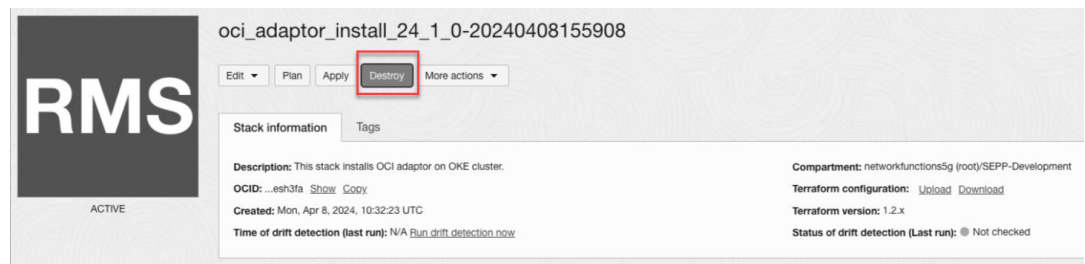 oci_adaptor_install_24_1_0-20240408155908
RMS
ACTIVE
Edit Plan Apply Destroy More actions
Stack information Tags
Description: This stack installs OCI adaptor on OKE cluster.
OCID: ...esh3fa Show Copy
Created: Mon, Apr 8, 2024, 10:32:23 UTC
Time of drift detection (last run): N/A Run drift detection now
Compartment: networkfunctions5g (root)/SEPP-Development
Terraform configuration: Upload Download
Terraform version: 1.2.x
Status of drift detection (Last run): Not checked